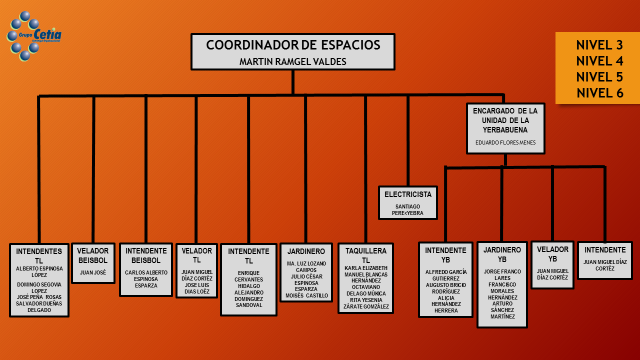 Grupo Cetia
COORDINADOR DE ESPACIOS
MARTIN RAMGEL VALDES
NIVEL 3
NIVEL 4
NIVEL 5
NIVEL 6
ENCARGADO DE LA
UNIDAD DE LA
YERBABUENA
EDUARDO FLORES MENES
ELECTRICISTA
SANTIAGO
PEREZ YEBRA
INTENDENTES
TL
ALBERTO ESPINOSA
LÓPEZ
DOMINGO SEGOVIA
LOPEZ
JOSÉ PEÑA ROSAS
SALVADOR DUEÑAS
DELGADO
VELADOR
BEISBOL
JUAN JOSÉ
INTENDENTE
BEISBOL
CARLOS ALBERTO
ESPINOSA
ESPARZA
VELADOR
TL
JUAN MIGUEL
DÍAZ CORTÉZ
JOSE LUIS
DIAS LOÉZ
INTENDENTE
TL
ENRIQUE
CERVANTES
HIDALGO
ALEJANDRO
DOMINGUEZ
SANDOVAL
JARDINERO
MA. LUZ LOZANO
CAMPOS
JULIO CÉSAR
ESPINOSA
ESPARZA
MOISÉS CASTILLO
TAQUILLERA
TL
KARLA ELIZABETH
MANUEL BLANCAS
HERNÁNDEZ
OCTAVIANO
DELAGO MÚGICA
RITA YESENIA
ZÁRATE GONZÁLEZ
INTENDENTE
YB
ALFREDO GARCÍA
GUTIERREZ
AUGUSTO BRICIO
RODRÍGUEZ
ALICIA
HERNÁNDEZ
HERRERA
JARDINERO
YB
JORGE FRANCO
LARES
FRANCISCO
MORALES
HERNÁNDEZ
ARTURO
SÁNCHEZ
MARTÍNEZ
VELADOR
YB
JUAN MIGUEL
DÍAZ CORTÉZ
INTENDENTE
JUAN MIGUEL DÍAZ
CORTÉZ